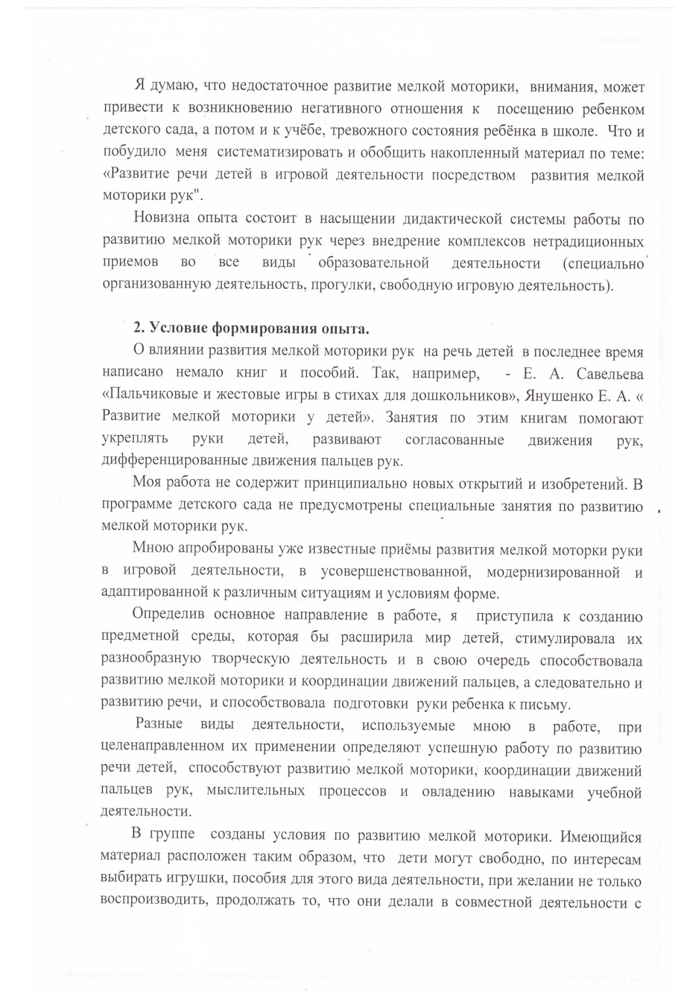 Я думаю, что недостаточное развитие мелкой моторики, внимания, может
привести к возникновению негативного отношения к посещению ребенком
детского сада, а потом и к учёбе, тревожного состояния ребёнка в школе. Что и
побудило меня систематизировать и обобщить накопленный материал по теме:
«Развитие речи детей в игровой деятельности посредством развития мелкой
моторики рук".
Новизна опыта состоит в насыщении дидактической системы работы по
развитию мелкой моторики рук через внедрение комплексов нетрадиционных
приемов во все виды образовательной деятельности (специально
организованную деятельность, прогулки, свободную игровую деятельность).
2. Условие формирования опыта.
О влиянии развития мелкой моторики рук на речь детей в последнее время
написано немало книг и пособий. Так, например, - Е. А. Савельева
«Пальчиковые и жестовые игры в стихах для дошкольников», Янушенко Е. А. «
Развитие мелкой моторики у детей». Занятия по этим книгам помогают
укреплять руки детей, развивают согласованные движения рук,
дифференцированные движения пальцев рук.
Моя работа не содержит принципиально новых открытий и изобретений. В
программе детского сада не предусмотрены специальные занятия по развитию
мелкой моторики рук.
Мною апробированы уже известные приёмы развития мелкой моторки руки
в игровой деятельности, в усовершенствованной, модернизированной и
адаптированной к различным ситуациям и условиям форме.
Определив основное направление в работе, я приступила к созданию
предметной среды, которая бы расширила мир детей, стимулировала их
разнообразную творческую деятельность и в свою очередь способствовала
развитию мелкой моторики и координации движений пальцев, а следовательно и
развитию речи, и способствовала подготовки руки ребенка к письму.
Разные виды деятельности, используемые мною в работе, при
целенаправленном их применении определяют успешную работу по развитию
речи детей, способствуют развитию мелкой моторики, координации движений
пальцев рук, мыслительных процессов и овладению навыками учебной
деятельности.
В группе созданы условия по развитию мелкой моторики. Имеющийся
материал расположен таким образом, что дети могут свободно, по интересам
выбирать игрушки, пособия для этого вида деятельности, при желании не только
воспроизводить, продолжать то, что они делали в совместной деятельности с